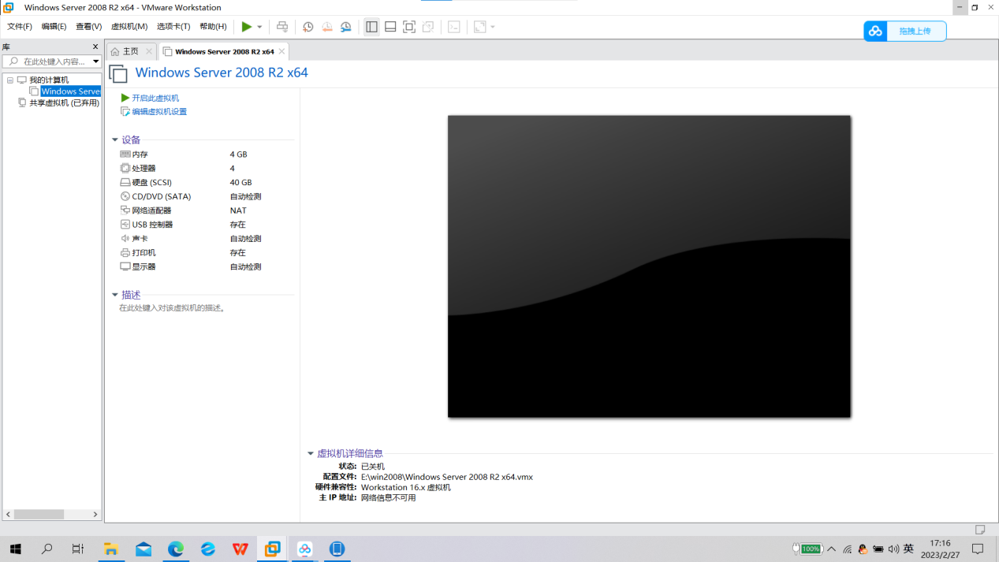 Windows Server 2008 R2 x64 - VMware Workstation
文件(F) 编辑(E) 查看(V) 虚拟机(M) 选项卡(T) 帮助(H)
拖拽上传
库
在此处键入内容...
我的计算机
Windows Serve
共享虚拟机 (已弃用)
主页 Windows Server 2008 R2 x64
Windows Server 2008 R2 x64
开启此虚拟机
编辑虚拟机设置
设备
内存 4 GB
处理器 4
硬盘 (SCSI) 40 GB
CD/DVD (SATA) 自动检测
网络适配器 NAT
USB 控制器 存在
声卡 自动检测
打印机 存在
显示器 自动检测
描述
在此处键入对该虚拟机的描述。
虚拟机详细信息
状态: 已关机
配置文件: E:\win2008\Windows Server 2008 R2 x64.vmx
硬件兼容性: Workstation 16.x 虚拟机
主 IP 地址: 网络信息不可用
100% 英 17:16
2023/2/27